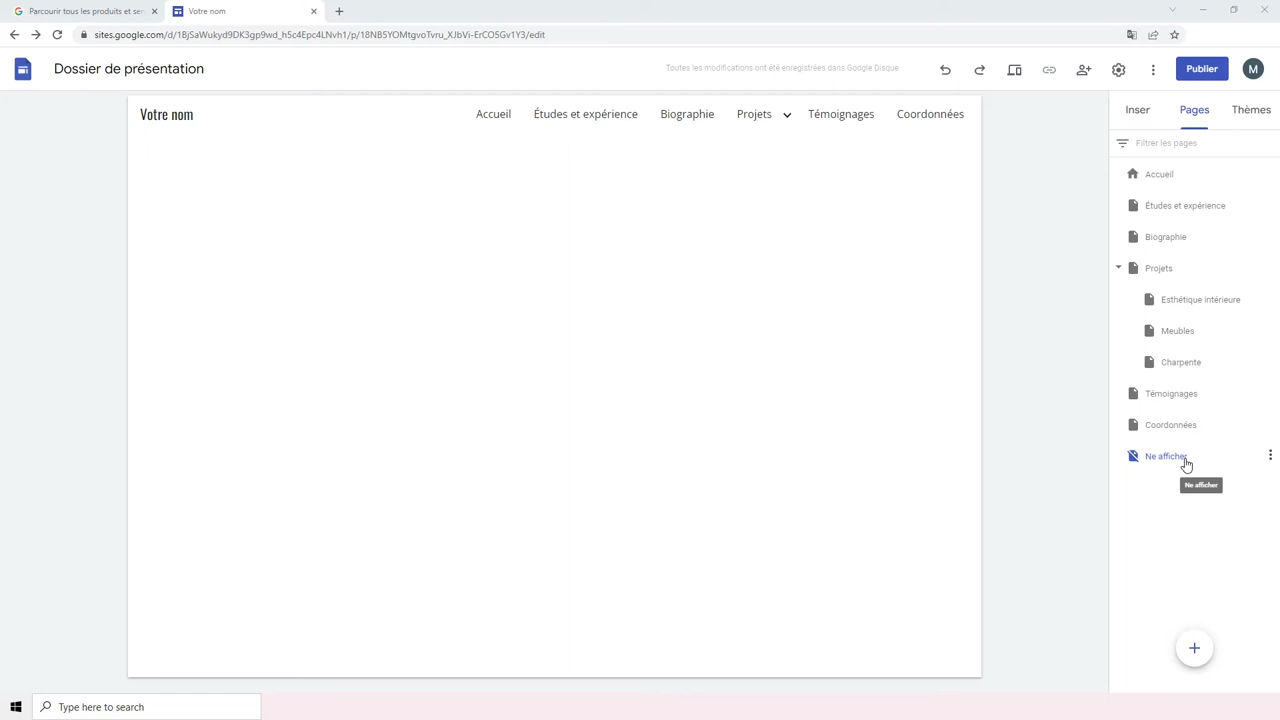 Parcourir tous les produits et ser
Votre nom
sites.google.com/d/1BjSaWukyd9DK3gp9wd_h5c4Epc4LNvh1/p/18NB5YOMtgvoTvru_XJbVi-ErCO5Gv1Y3/edit
Dossier de présentation
Toutes les modifications ont été enregistrées dans Google Disque
Publier
M
Votre nom
Accueil
Études et expérience
Biographie
Projets
Témoignages
Coordonnées
Inser
Pages
Thèmes
Filtrer les pages
Accueil
Études et expérience
Biographie
Projets
Esthétique intérieure
Meubles
Charpente
Témoignages
Coordonnées
Ne afficher
Ne afficher
Type here to search